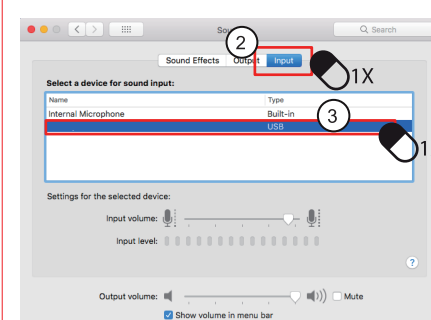 Sou
Search
2
Sound Effects Output Input
1X
Select a device for sound input:
Name Type
Internal Microphone Built-in
3
USB
1
Settings for the selected device:
Input volume:
Input level:
?
Output volume: Mute
Show volume in menu bar